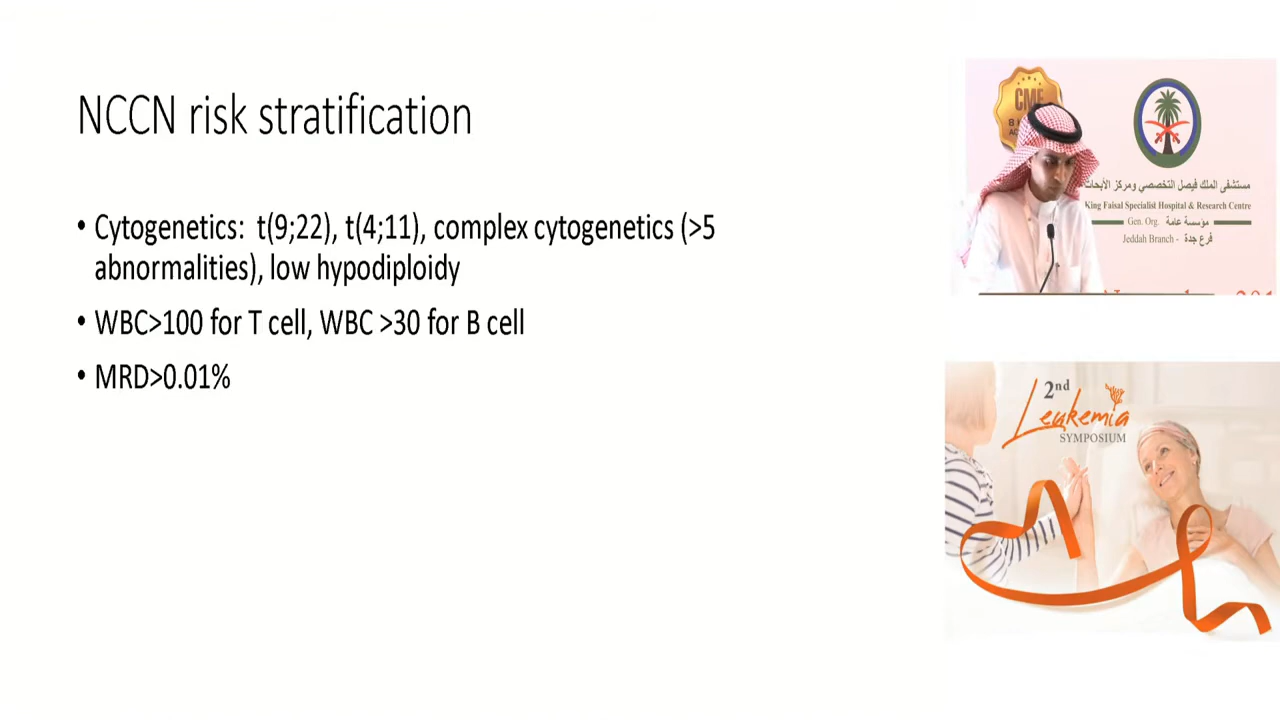 NCCN risk stratification
• Cytogenetics: t(9;22), t(4;11), complex cytogenetics (>5
abnormalities), low hypodiploidy
• WBC>100 for T cell, WBC >30 for B cell
• MRD>0.01%
CME
مستشفى الملك فيصل التخصصي ومركز الأبحاث
King Faisal Specialist Hospital & Research Centre
Gen. Org. مؤسسة عامة
Jeddah Branch - فرع جدة
2nd
Leukemia
SYMPOSIUM